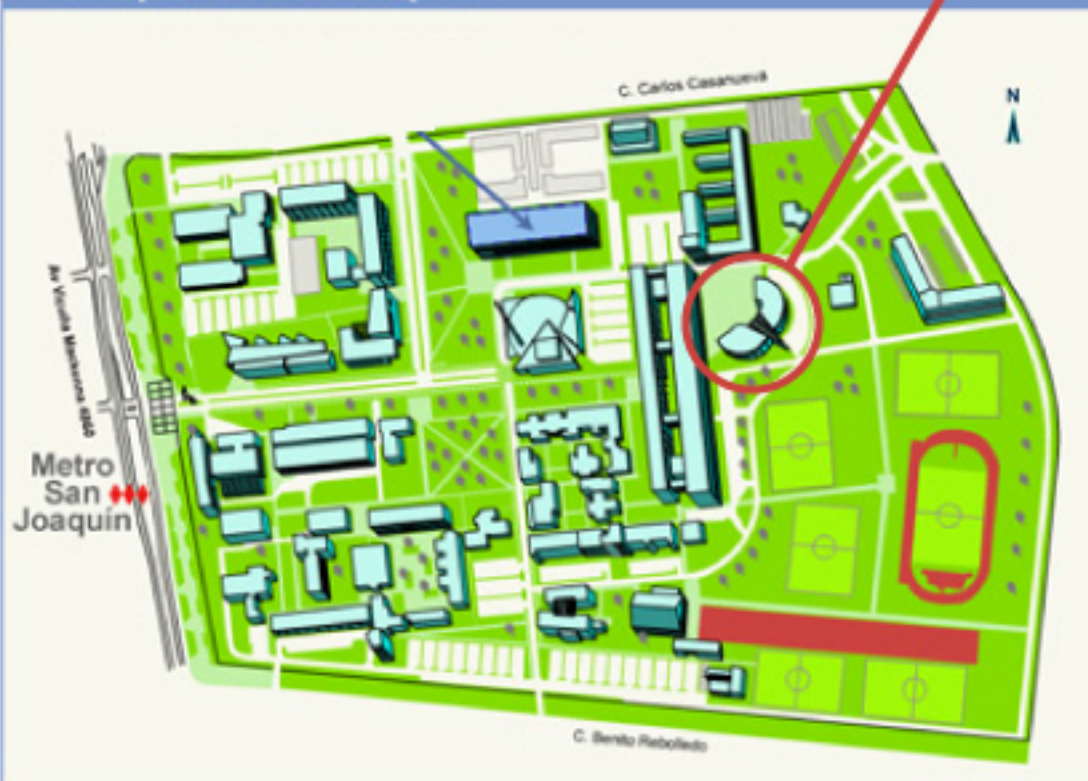 C. Carlos Casanueva
N
Av Vicuña Mackenna 4860
Metro
San
Joaquín
C. Benito Rebolledo